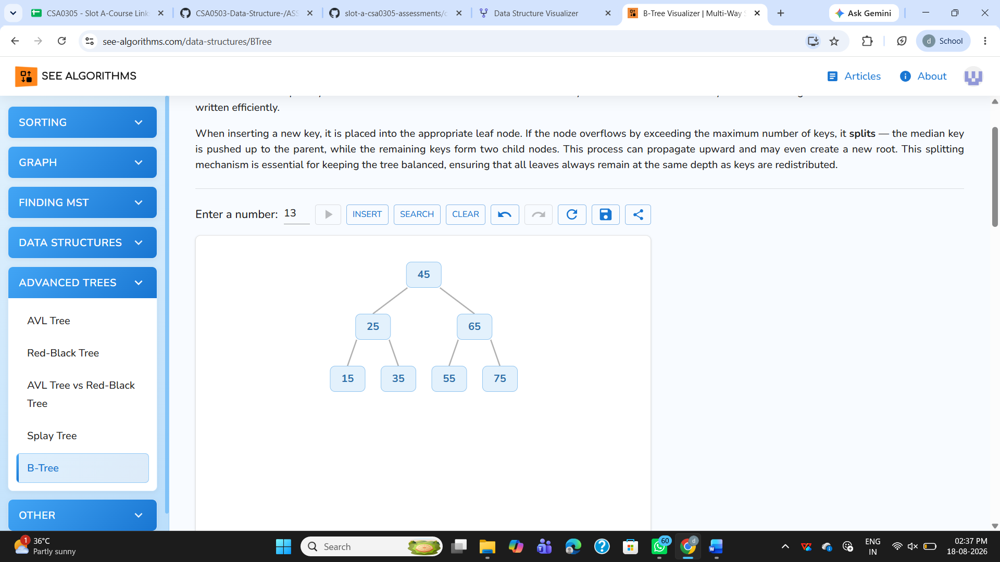 CSA0305 - Slot A-Course Link
CSA0503-Data-Structure-/ASS
slot-a-csa0305-assessments/c
Data Structure Visualizer
B-Tree Visualizer | Multi-Way S
Ask Gemini
see-algorithms.com/data-structures/BTree
d
School
SEE ALGORITHMS
Articles
About
written efficiently.
When inserting a new key, it is placed into the appropriate leaf node. If the node overflows by exceeding the maximum number of keys, it splits — the median key
is pushed up to the parent, while the remaining keys form two child nodes. This process can propagate upward and may even create a new root. This splitting
mechanism is essential for keeping the tree balanced, ensuring that all leaves always remain at the same depth as keys are redistributed.
SORTING
GRAPH
FINDING MST
DATA STRUCTURES
ADVANCED TREES
AVL Tree
Red-Black Tree
AVL Tree vs Red-Black
Tree
Splay Tree
B-Tree
OTHER
Enter a number: 13
INSERT
SEARCH
CLEAR
45
25 65
15 35 55 75
1
36°C
Partly sunny
Search
60
d
ENG
IN
02:37 PM
18-08-2026